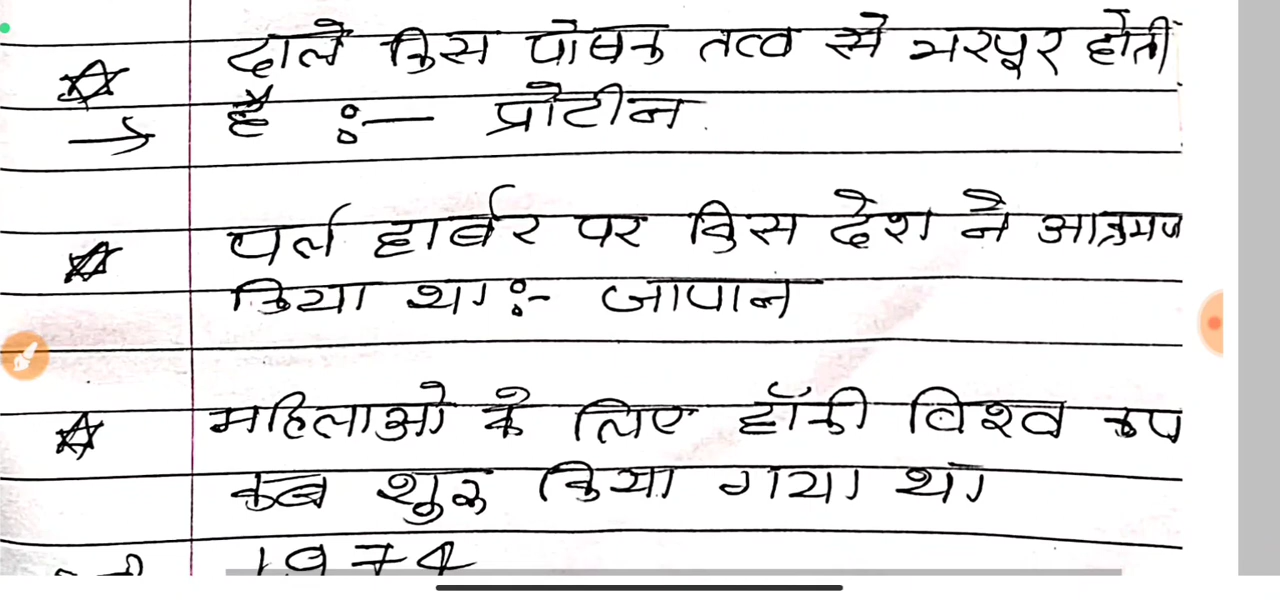 दाले किस पोषक तत्व से भरपूर होती
है :— प्रोटीन
पर्ल हार्बर पर किस देश ने आक्रमण
किया था :- जापान
महिलाओ के लिए हॉकी विश्व कप
कब शुरू किया गया था
1974